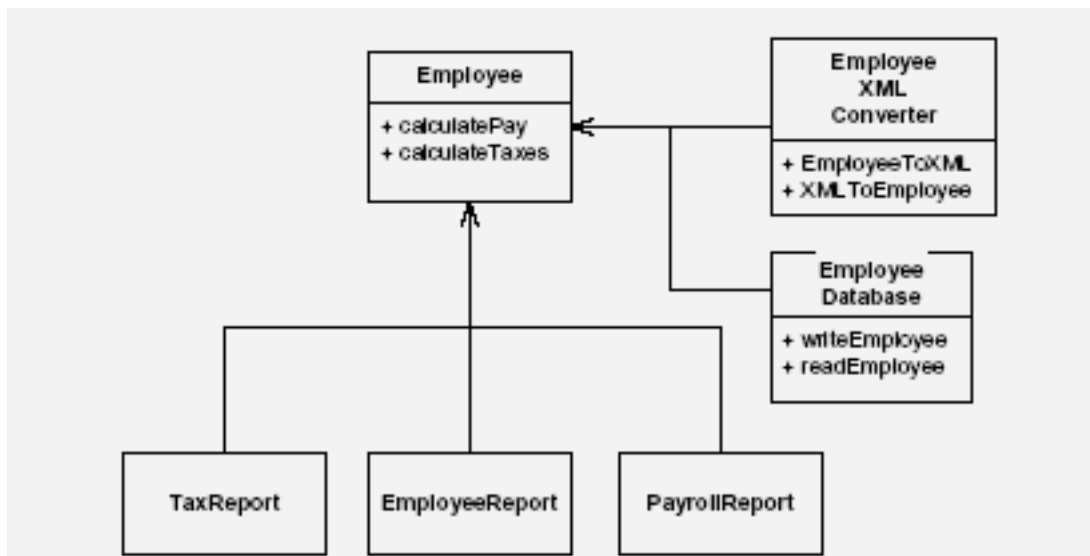 Employee
+ calculatePay
+ calculateTaxes
Employee
XML
Converter
+ EmployeeToXML
+ XMLToEmployee
Employee
Database
+ writeEmployee
+ readEmployee
TaxReport
EmployeeReport
PayrollReport